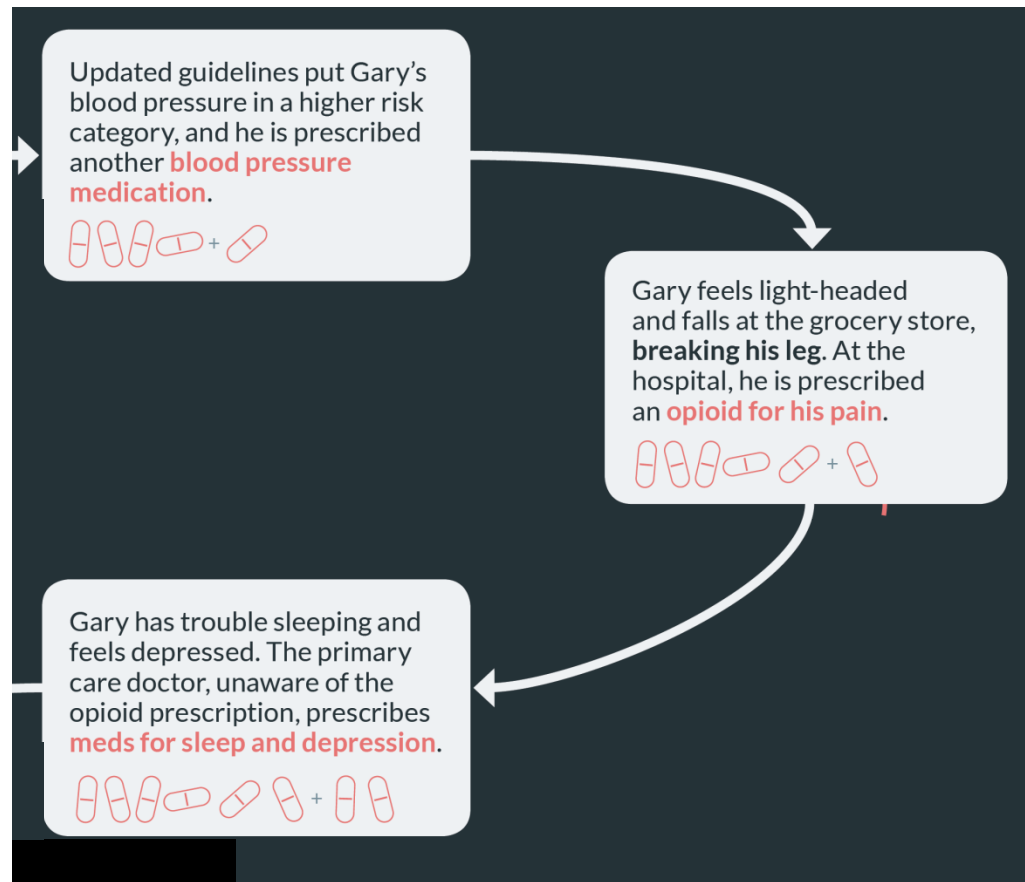 Updated guidelines put Gary’s
blood pressure in a higher risk
category, and he is prescribed
another blood pressure
medication.
+
Gary feels light-headed
and falls at the grocery store,
breaking his leg. At the
hospital, he is prescribed
an opioid for his pain.
+
Gary has trouble sleeping and
feels depressed. The primary
care doctor, unaware of the
opioid prescription, prescribes
meds for sleep and depression.
+